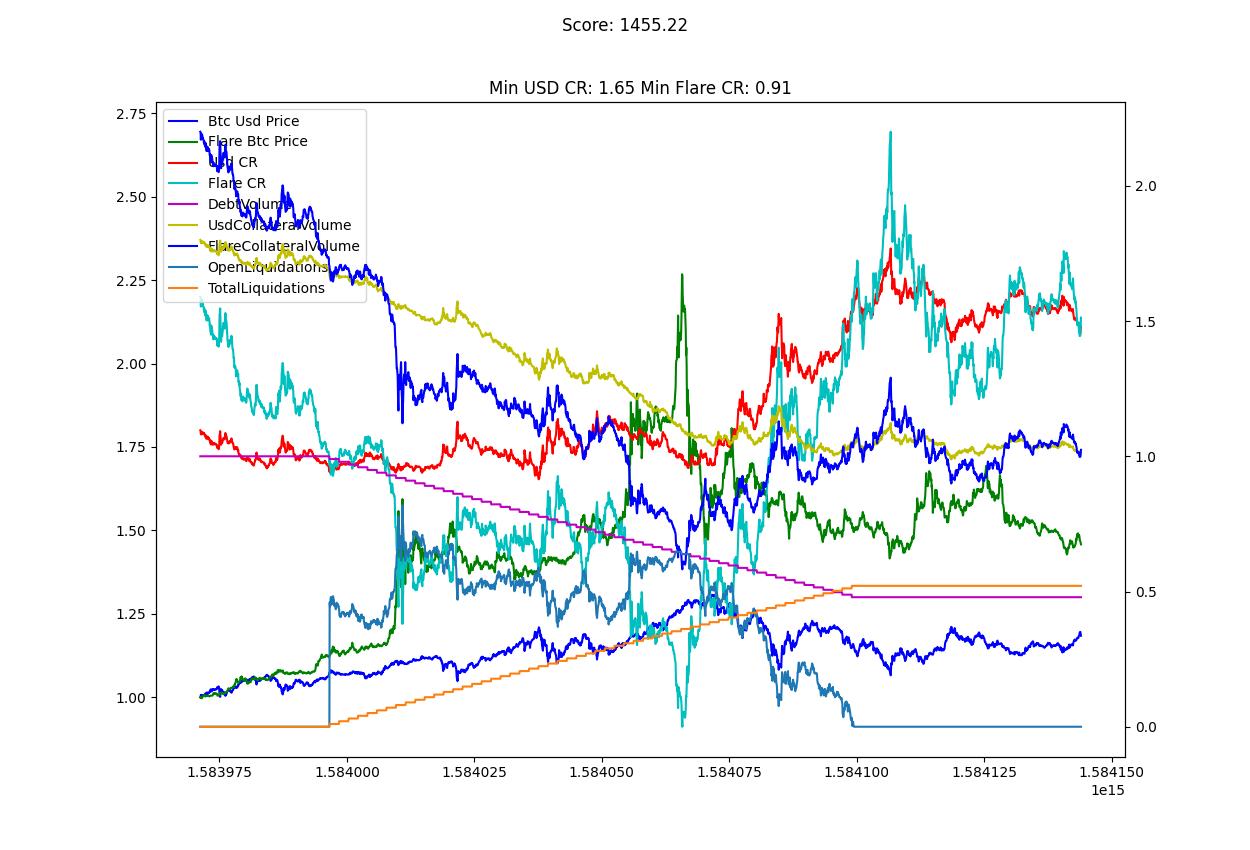 Score: 1455.22
Min USD CR: 1.65 Min Flare CR: 0.91
Btc Usd Price
Flare Btc Price
Usd CR
Flare CR
DebtVolume
UsdCollateralVolume
FlareCollateralVolume
OpenLiquidations
TotalLiquidations
2.75
2.50
2.25
2.00
1.75
1.50
1.25
1.00
2.0
1.5
1.0
0.5
0.0
1.583975
1.584000
1.584025
1.584050
1.584075
1.584100
1.584125
1.584150
1e15